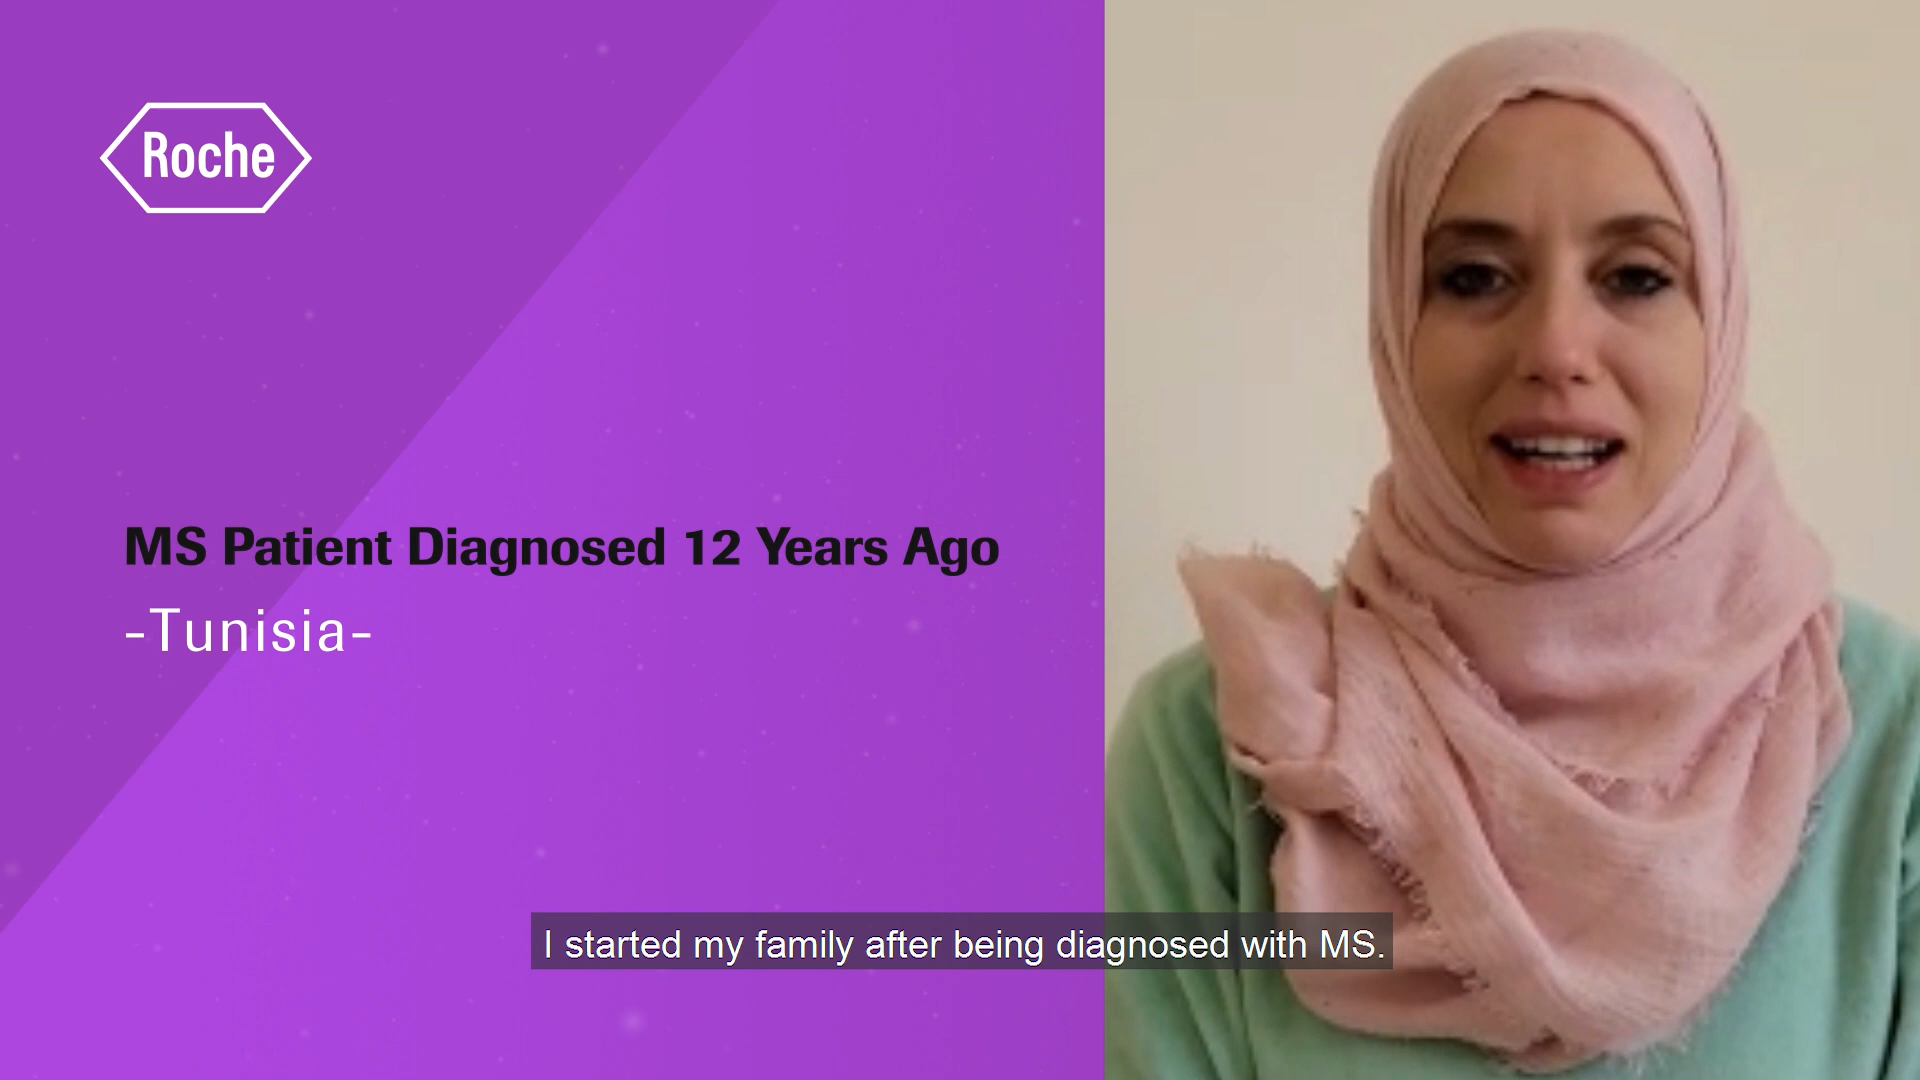 Roche
MS Patient Diagnosed 12 Years Ago
-Tunisia-
I started my family after being diagnosed with MS.